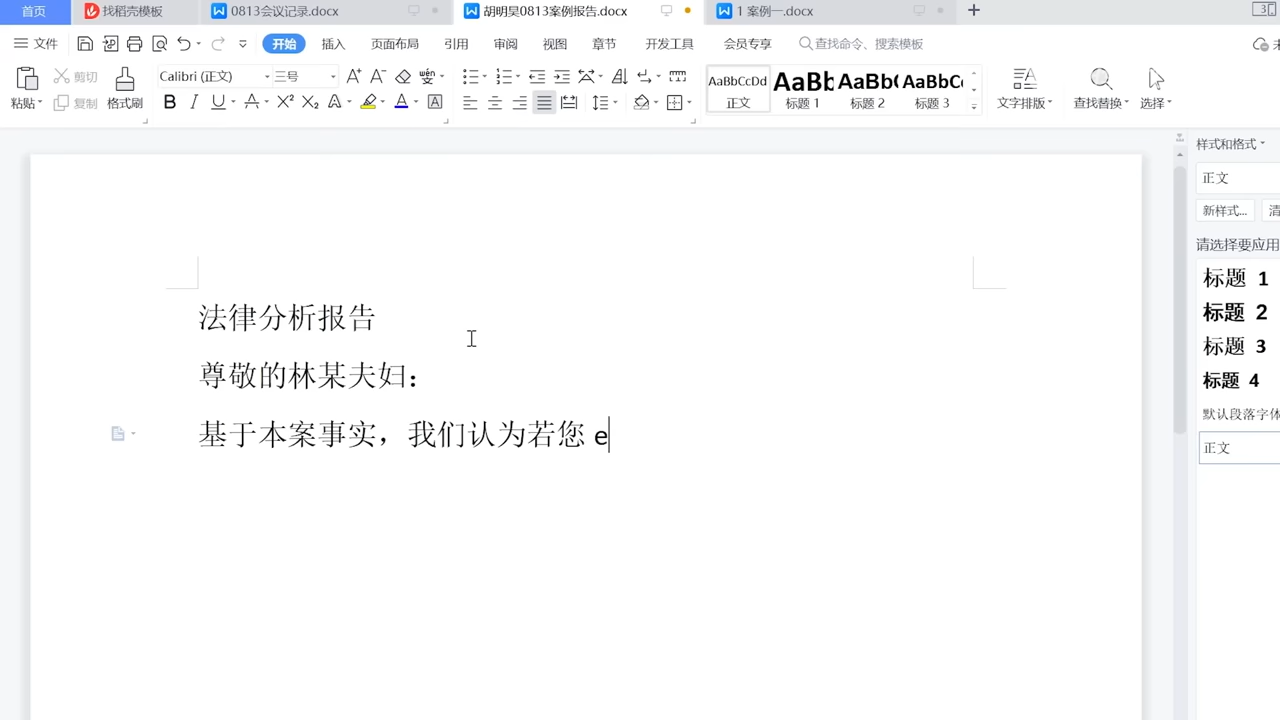 首页 找稻壳模板 0813会议记录.docx 胡明昊0813案例报告.docx 1 案例一.docx +
文件 开始 插入 页面布局 引用 审阅 视图 章节 开发工具 会员专享 查找命令、搜索模板
粘贴 剪切 复制 格式刷 Calibri (正文) 三号 AaBbCcDd 正文 AaBb 标题 1 AaBb( 标题 2 AaBbC( 标题 3 文字排版 查找替换 选择
样式和格式
正文
新样式... 清
请选择要应用
标题 1
标题 2
标题 3
标题 4
默认段落字体
正文
法律分析报告
尊敬的林某夫妇：
基于本案事实，我们认为若您 e